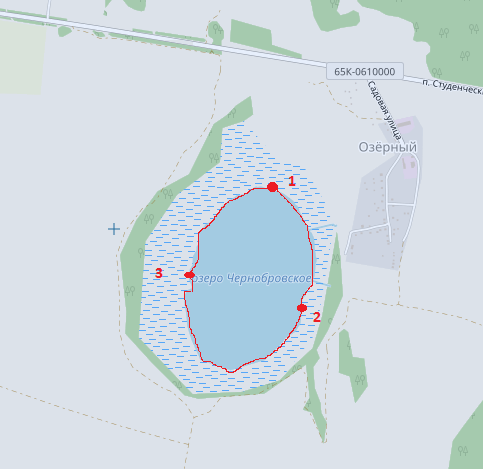 65К-0610000
п. Студенческ
Садовая улица
Озёрный
1
озеро Чернобровское
3
2